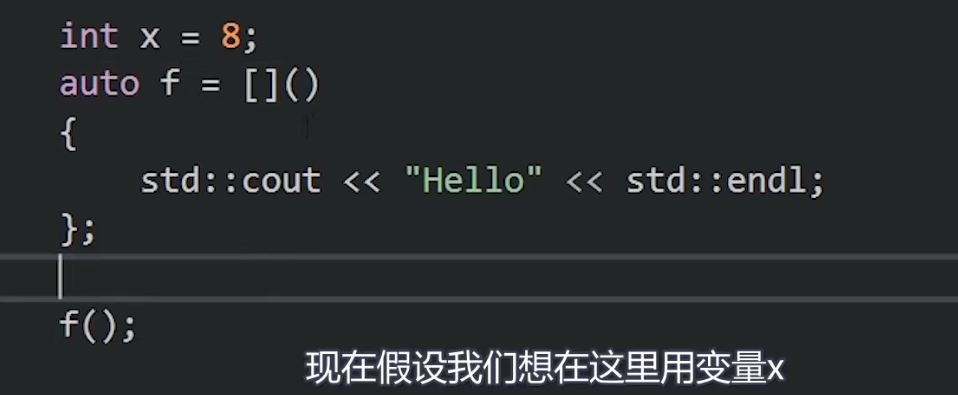 int x = 8;
auto f = []()
{
    std::cout << "Hello" << std::endl;
};
f();
现在假设我们想在这里用变量x